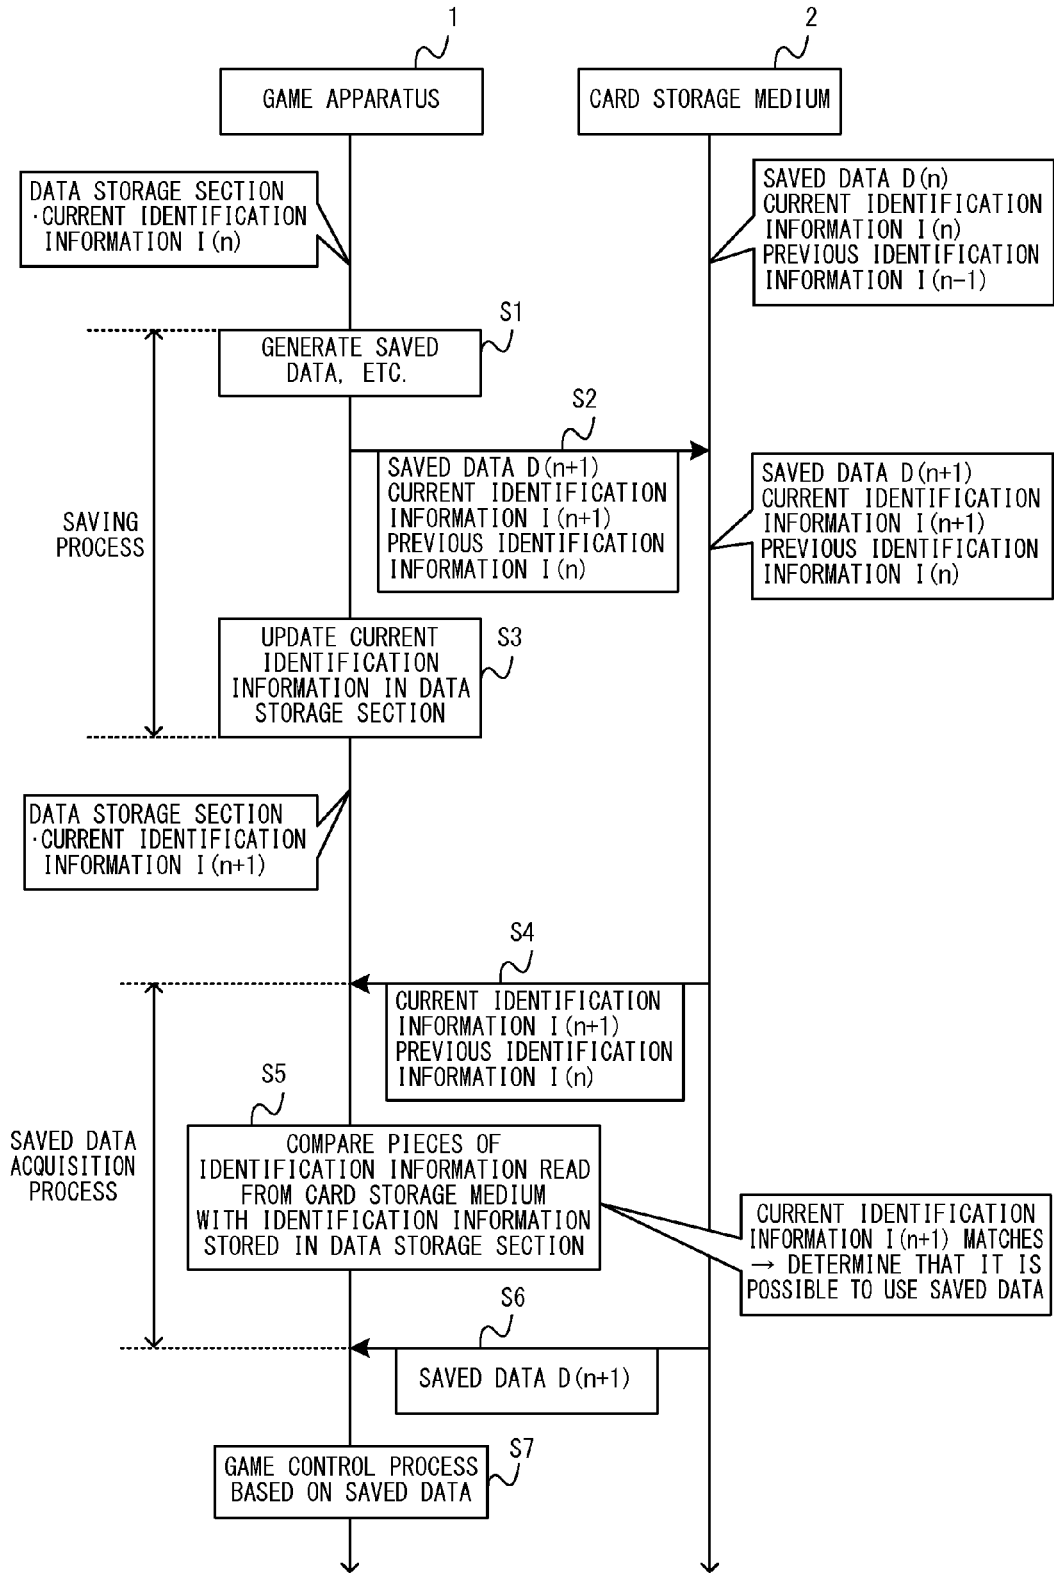 1
2
GAME APPARATUS
CARD STORAGE MEDIUM
DATA STORAGE SECTION
·CURRENT IDENTIFICATION
INFORMATION I(n)
SAVED DATA D(n)
CURRENT IDENTIFICATION
INFORMATION I(n)
PREVIOUS IDENTIFICATION
INFORMATION I(n-1)
S1
GENERATE SAVED
DATA, ETC.
S2
SAVED DATA D(n+1)
CURRENT IDENTIFICATION
INFORMATION I(n+1)
PREVIOUS IDENTIFICATION
INFORMATION I(n)
SAVED DATA D(n+1)
CURRENT IDENTIFICATION
INFORMATION I(n+1)
PREVIOUS IDENTIFICATION
INFORMATION I(n)
SAVING
PROCESS
S3
UPDATE CURRENT
IDENTIFICATION
INFORMATION IN DATA
STORAGE SECTION
DATA STORAGE SECTION
·CURRENT IDENTIFICATION
INFORMATION I(n+1)
S4
CURRENT IDENTIFICATION
INFORMATION I(n+1)
PREVIOUS IDENTIFICATION
INFORMATION I(n)
S5
SAVED DATA
ACQUISITION
PROCESS
COMPARE PIECES OF
IDENTIFICATION INFORMATION READ
FROM CARD STORAGE MEDIUM
WITH IDENTIFICATION INFORMATION
STORED IN DATA STORAGE SECTION
CURRENT IDENTIFICATION
INFORMATION I(n+1) MATCHES
→ DETERMINE THAT IT IS
POSSIBLE TO USE SAVED DATA
S6
SAVED DATA D(n+1)
S7
GAME CONTROL PROCESS
BASED ON SAVED DATA